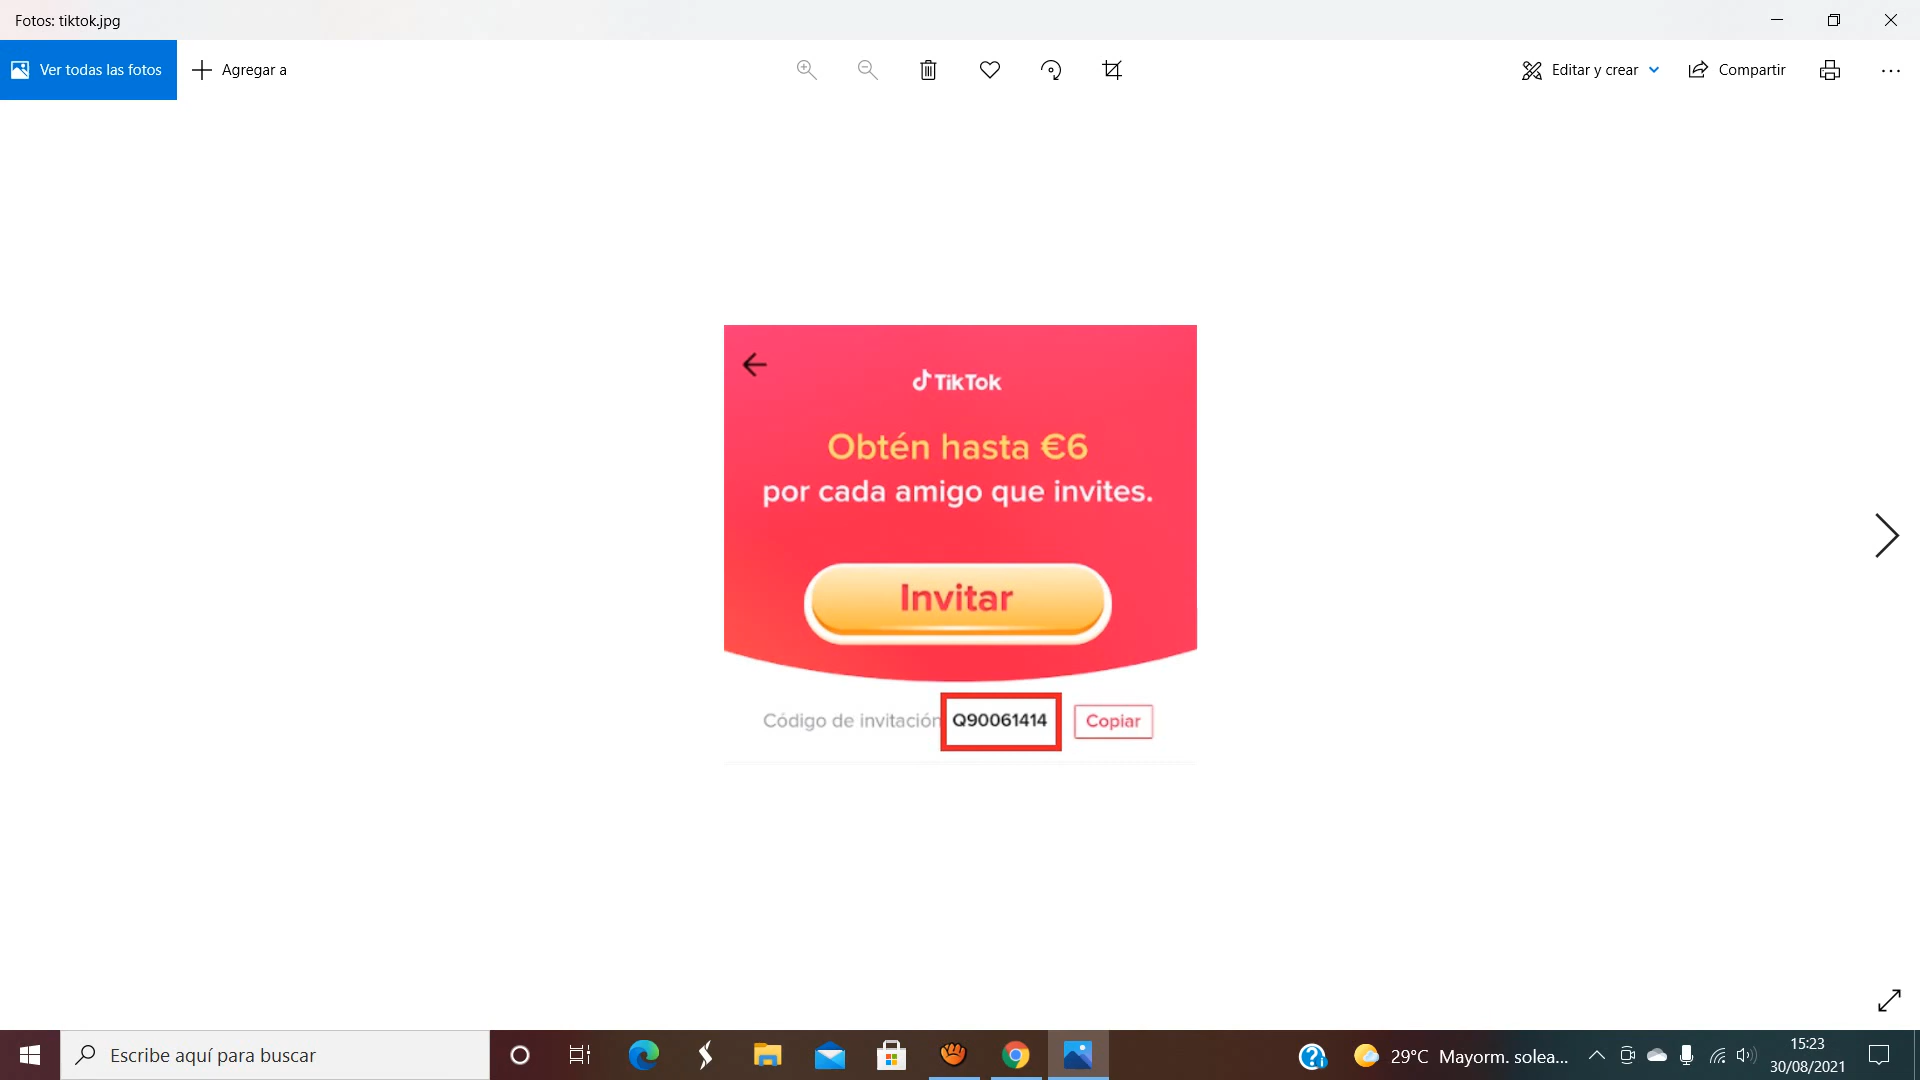 Fotos: tiktok.jpg
Ver todas las fotos
Agregar a
Editar y crear
Compartir
TikTok
Obtén hasta €6
por cada amigo que invites.
Invitar
Código de invitación Q90061414 Copiar
Escribe aquí para buscar
29°C Mayorm. solea...
15:23
30/08/2021